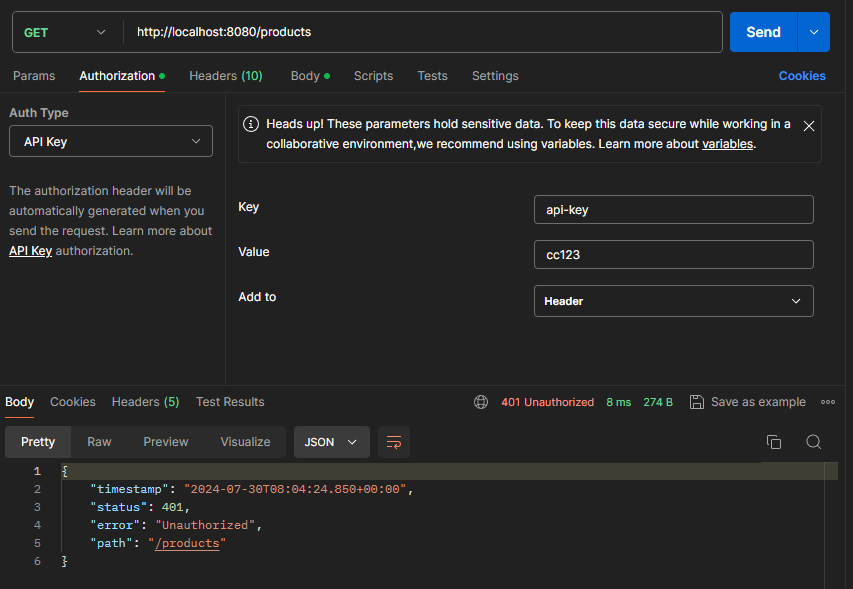 GET http://localhost:8080/products Send
Params Authorization Headers (10) Body Scripts Tests Settings Cookies
Auth Type
API Key
The authorization header will be
automatically generated when you
send the request. Learn more about
API Key authorization.
Heads up! These parameters hold sensitive data. To keep this data secure while working in a
collaborative environment,we recommend using variables. Learn more about variables.
Key api-key
Value cc123
Add to Header
Body Cookies Headers (5) Test Results 401 Unauthorized 8 ms 274 B Save as example
Pretty Raw Preview Visualize JSON
1 {
2 "timestamp": "2024-07-30T08:04:24.850+00:00",
3 "status": 401,
4 "error": "Unauthorized",
5 "path": "/products"
6 }